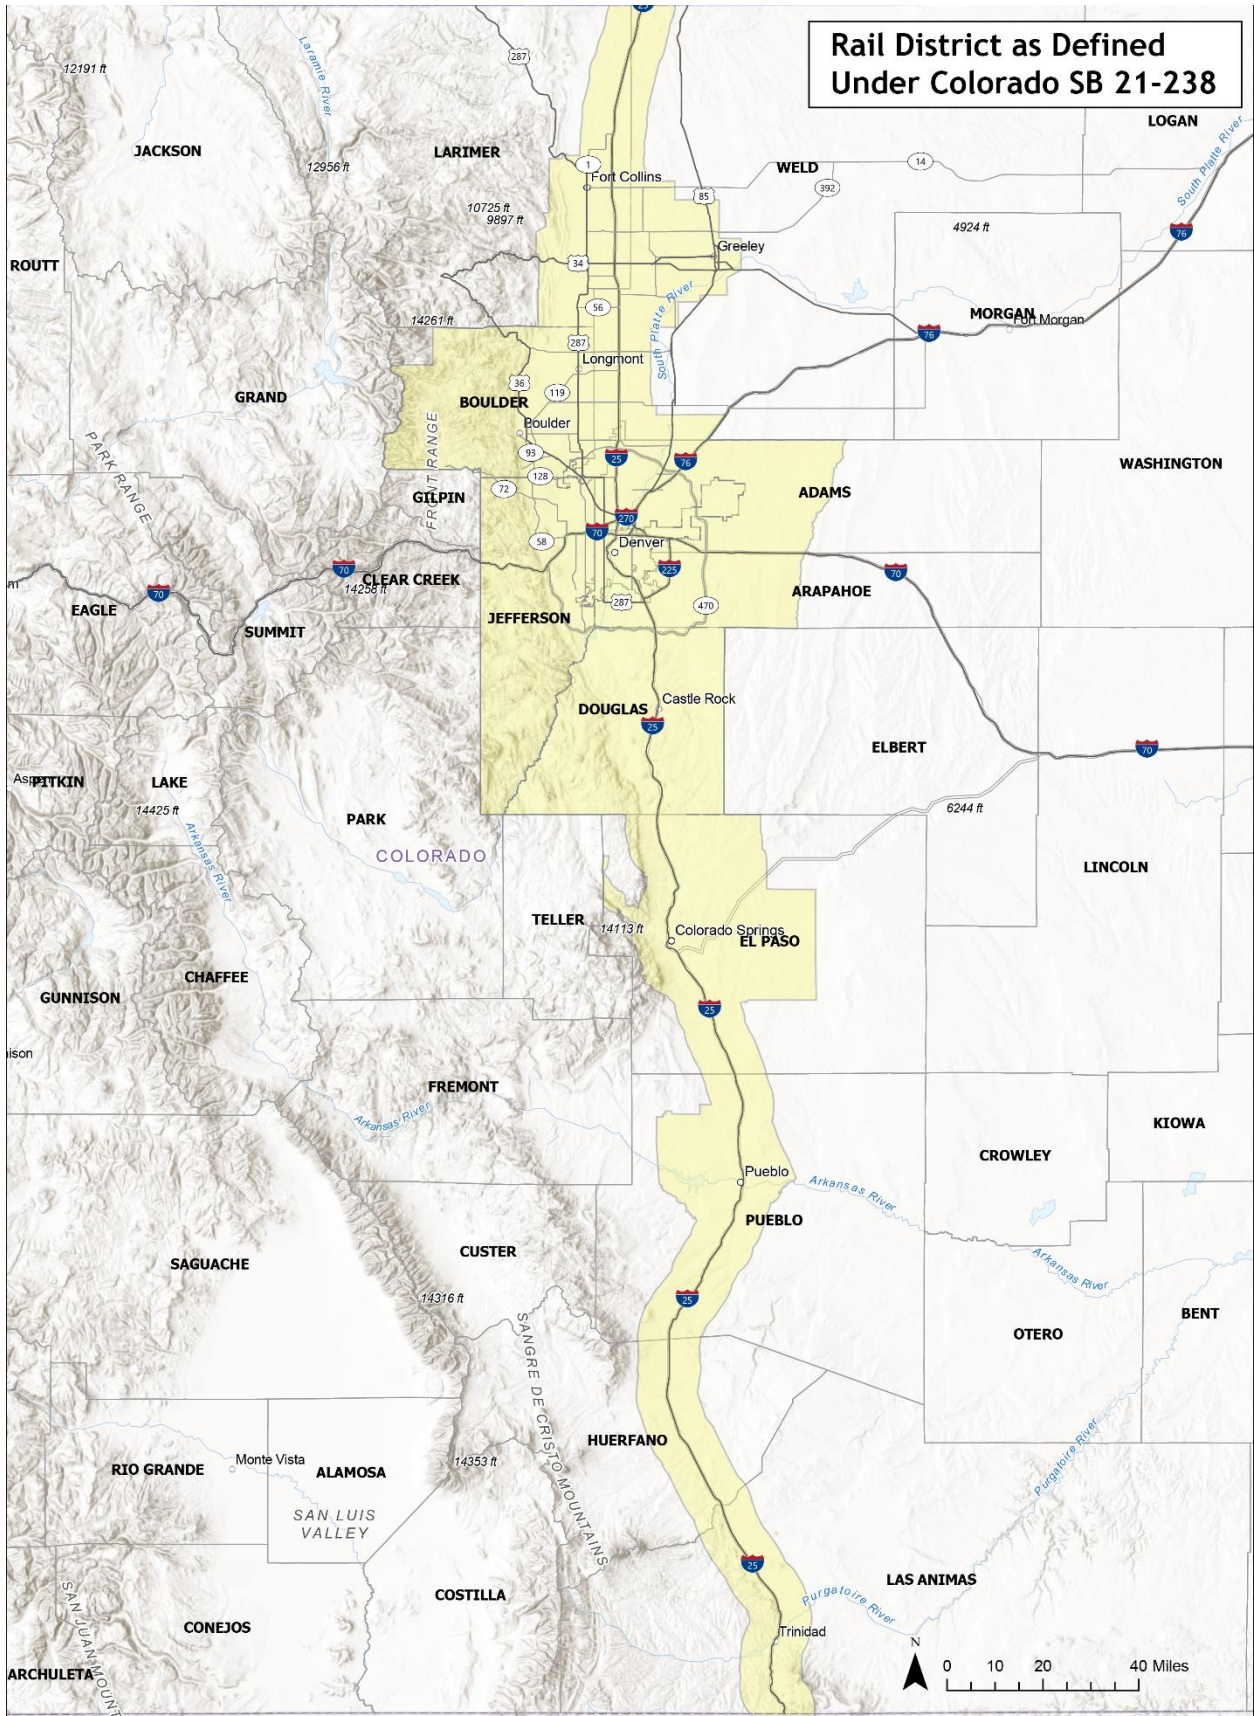 25
Rail District as Defined
Under Colorado SB 21-238
287
12191 ft
Laramie River
LOGAN
JACKSON
LARIMER
12956 ft
1
Fort Collins
WELD
14
392
85
South Platte River
10725 ft
9897 ft
4924 ft
76
Greeley
ROUTT
34
56
South Platte River
14261 ft
MORGAN
Fort Morgan
76
287
Longmont
36
119
GRAND
BOULDER
Boulder
PARK RANGE
FRONT RANGE
93
25
76
WASHINGTON
128
72
GILPIN
ADAMS
270
70
58
Denver
70
CLEAR CREEK
14258 ft
225
70
70
EAGLE
ARAPAHOE
287
470
JEFFERSON
SUMMIT
DOUGLAS
Castle Rock
25
ELBERT
70
PITKIN
LAKE
14425 ft
6244 ft
PARK
COLORADO
Arkansas River
LINCOLN
TELLER
14113 ft
Colorado Springs
EL PASO
CHAFFEE
GUNNISON
25
ison
FREMONT
Arkansas River
KIOWA
CROWLEY
Pueblo
Arkansas River
PUEBLO
CUSTER
SAGUACHE
Arkansas River
14316 ft
25
BENT
OTERO
SANGRE DE CRISTO MOUNTAINS
HUERFANO
Purgatoire River
Monte Vista
RIO GRANDE
ALAMOSA
14353 ft
SAN LUIS
VALLEY
25
LAS ANIMAS
COSTILLA
Purgatoire River
SAN JUAN MOUNT
CONEJOS
Trinidad
N
ARCHULETA
0 10 20 40 Miles